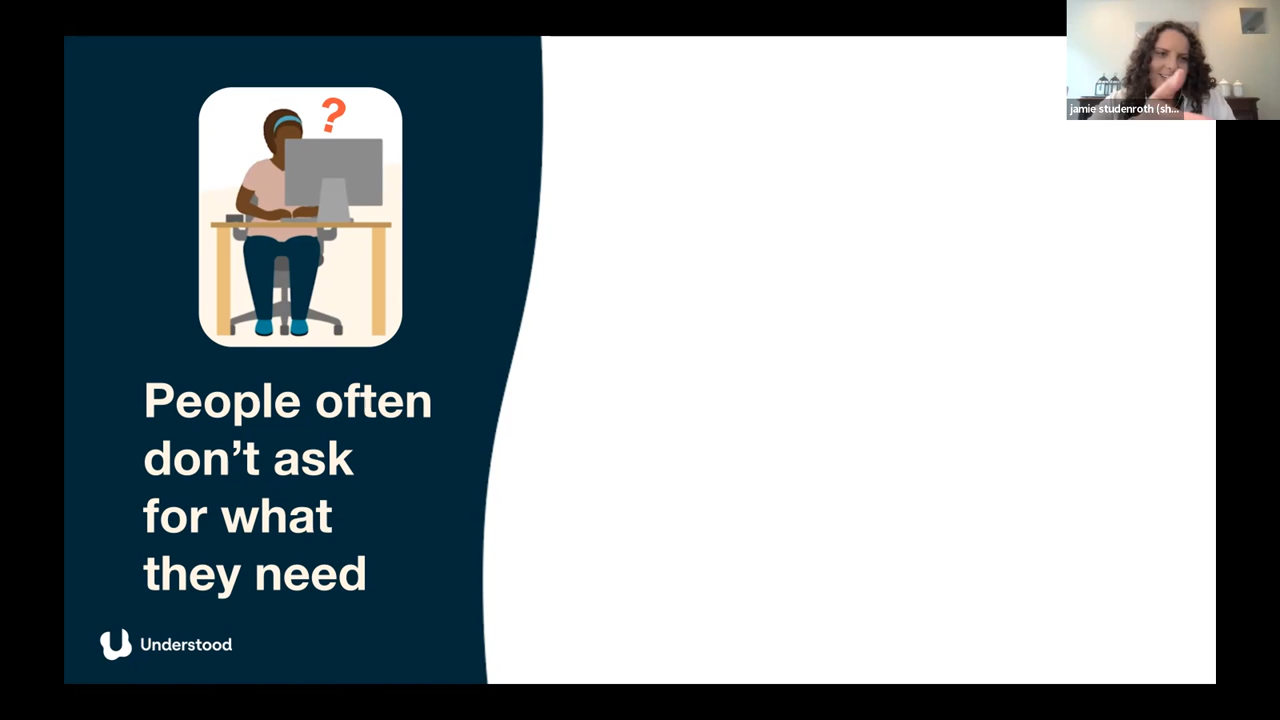 jamie studenroth (sh...
?
People often
don’t ask
for what
they need
Understood